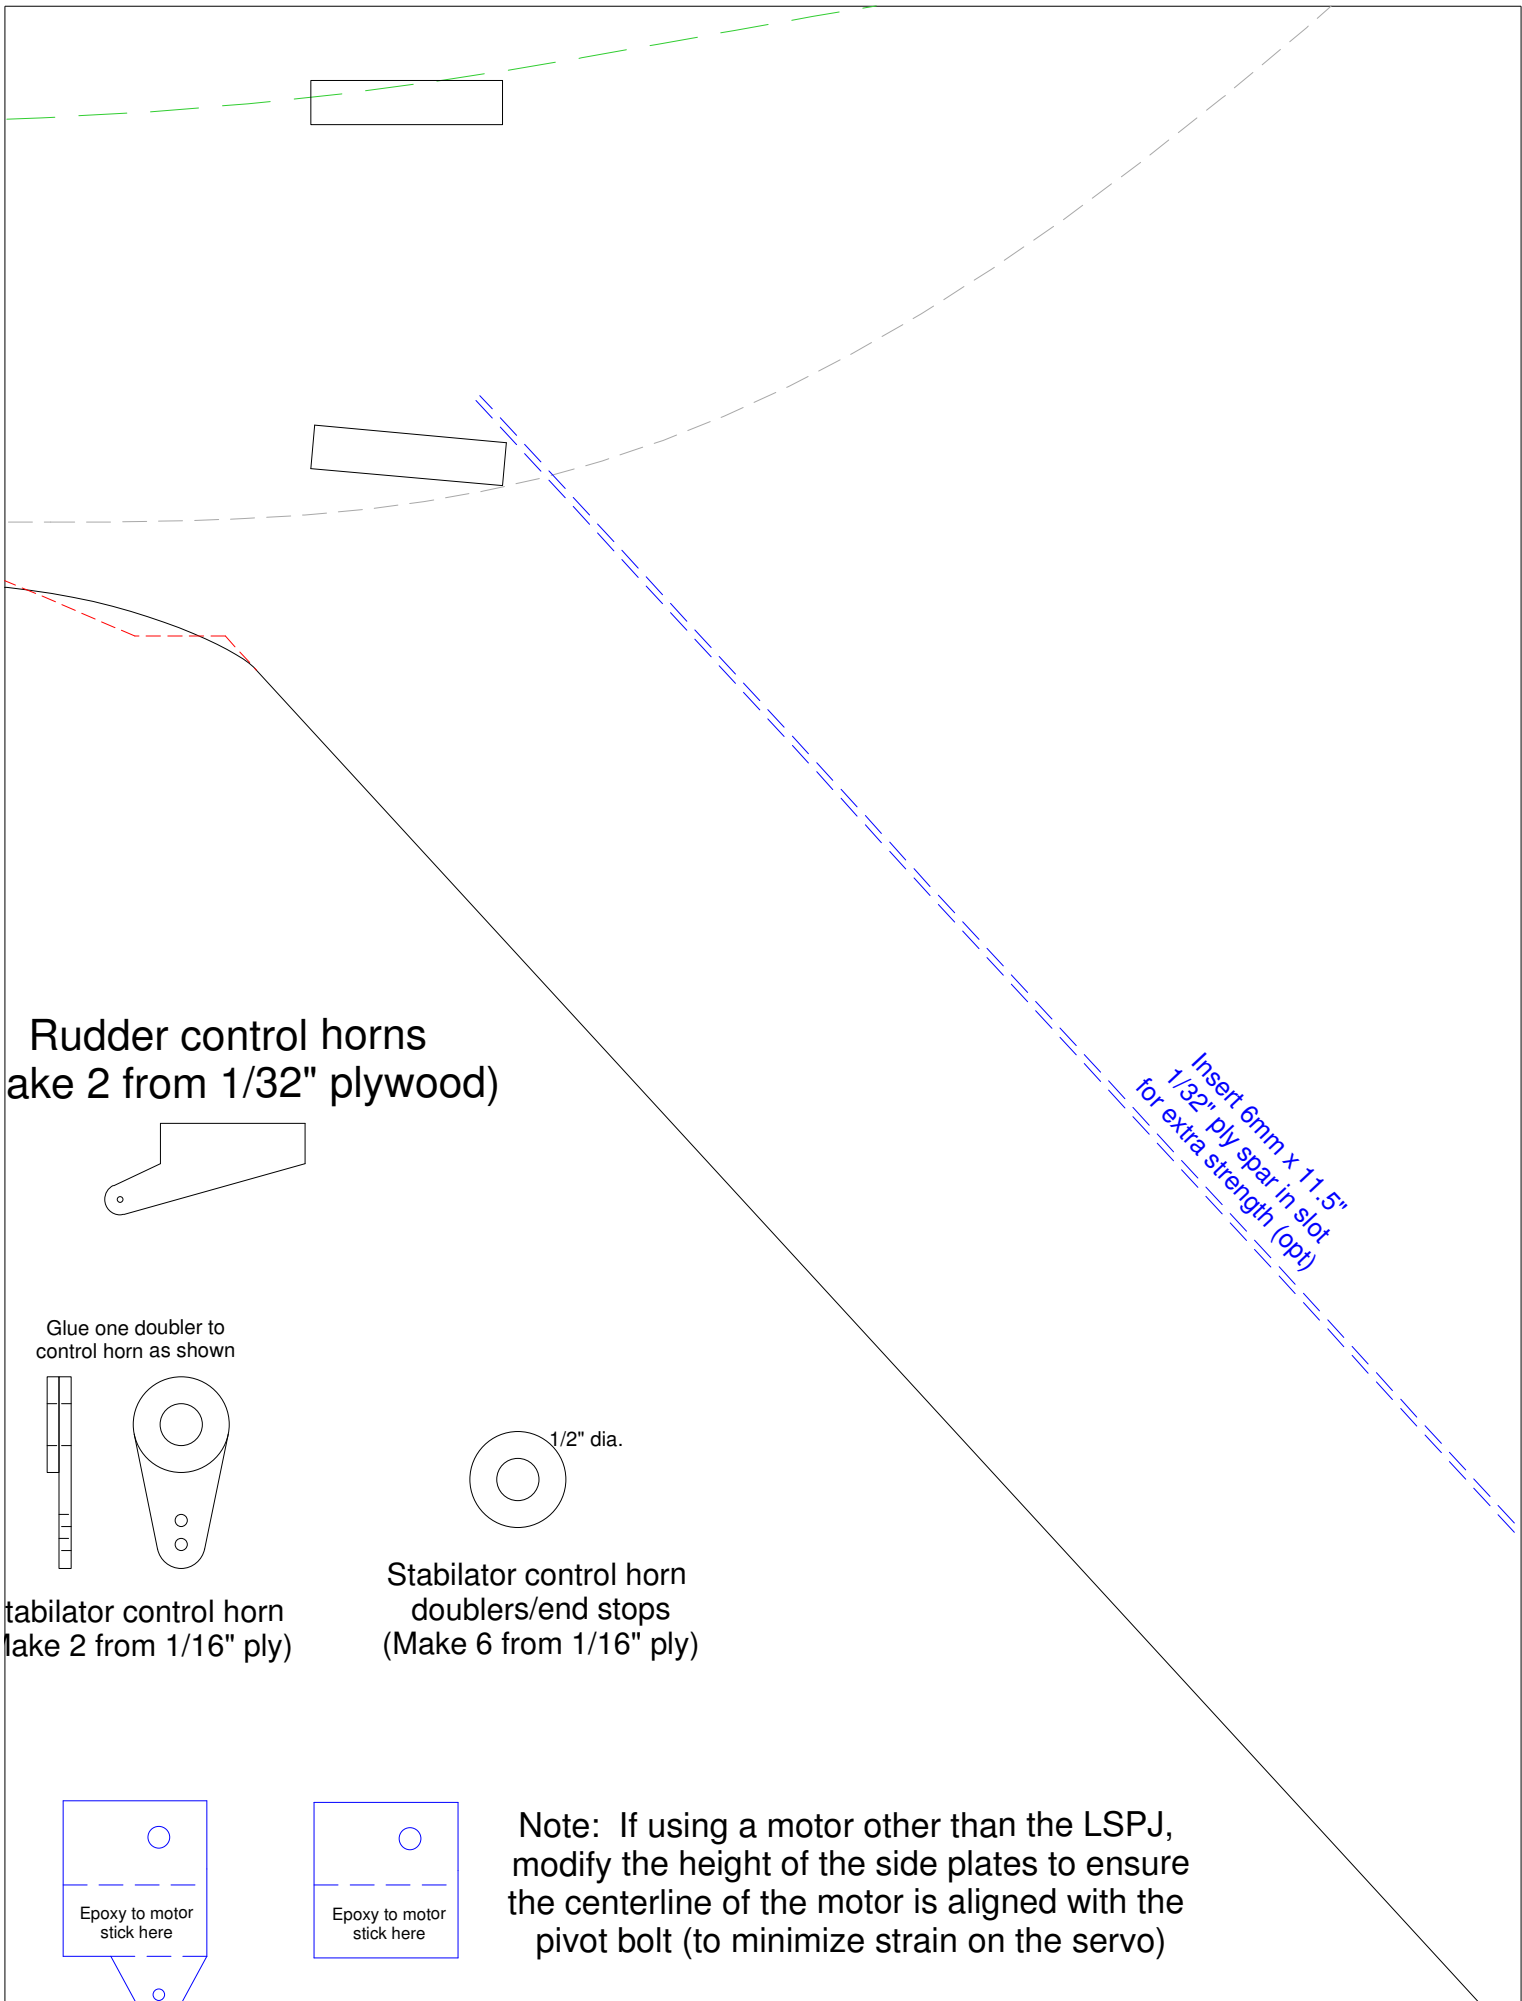 Rudder control horns
ake 2 from 1/32" plywood)
Insert 6mm x 11.5"
1/32" ply spar in slot
for extra strength (opt)
Glue one doubler to
control horn as shown
1/2" dia.
tabilator control horn
Make 2 from 1/16" ply)
Stabilator control horn
doublers/end stops
(Make 6 from 1/16" ply)
Epoxy to motor
stick here
Epoxy to motor
stick here
Note: If using a motor other than the LSPJ,
modify the height of the side plates to ensure
the centerline of the motor is aligned with the
pivot bolt (to minimize strain on the servo)